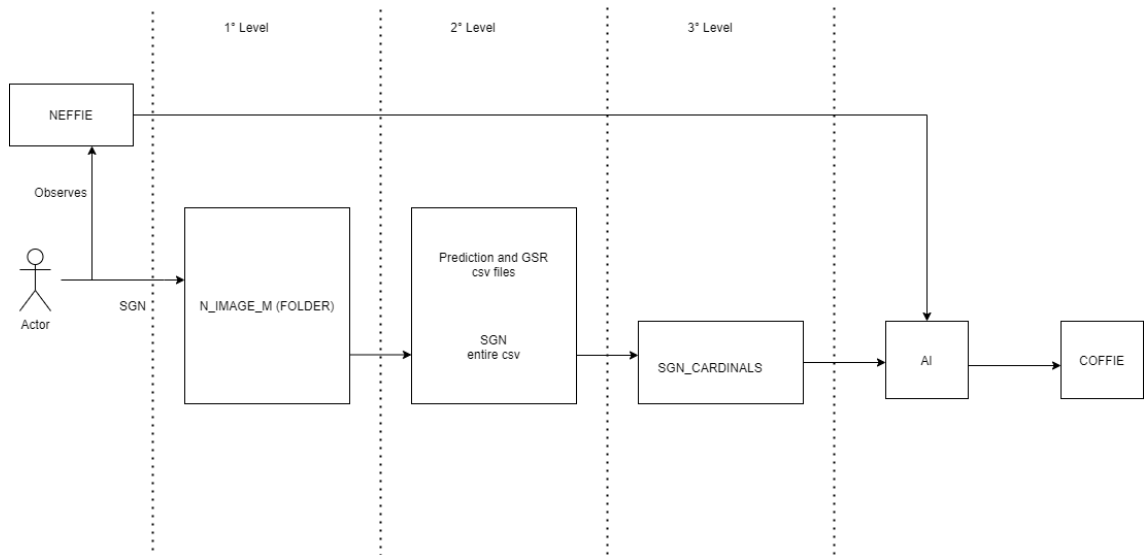 1° Level
2° Level
3° Level
NEFFIE
Observes
Actor
SGN
N_IMAGE_M (FOLDER)
Prediction and GSR
csv files
SGN
entire csv
SGN_CARDINALS
AI
COFFIE